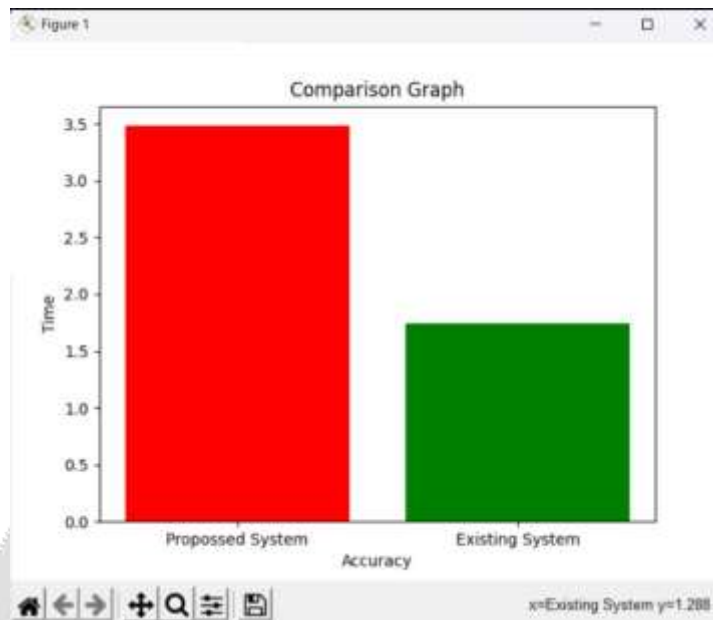 Figure 1
Comparison Graph
3.5
3.0
2.5
2.0
1.5
1.0
0.5
0.0
Time
Propossed System Existing System
Accuracy
x=Existing System y=1.288